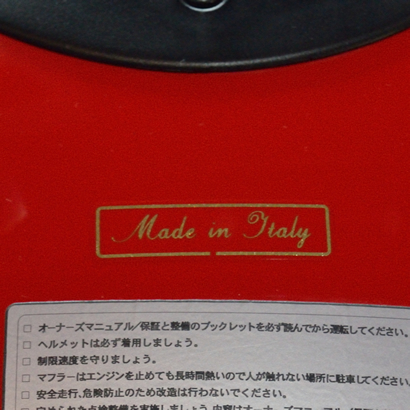 Made in Italy
□ オーナーズマニュアル/保証と整備のブックレットを必ず読んでから運転してください。
□ ヘルメットは必ず着用しましょう。
□ 制限速度を守りましょう。
□ マフラーはエンジンを止めても長時間熱いので人が触れない場所に駐車してください。
□ 安全走行、危険防止のため改造は行わないでください。